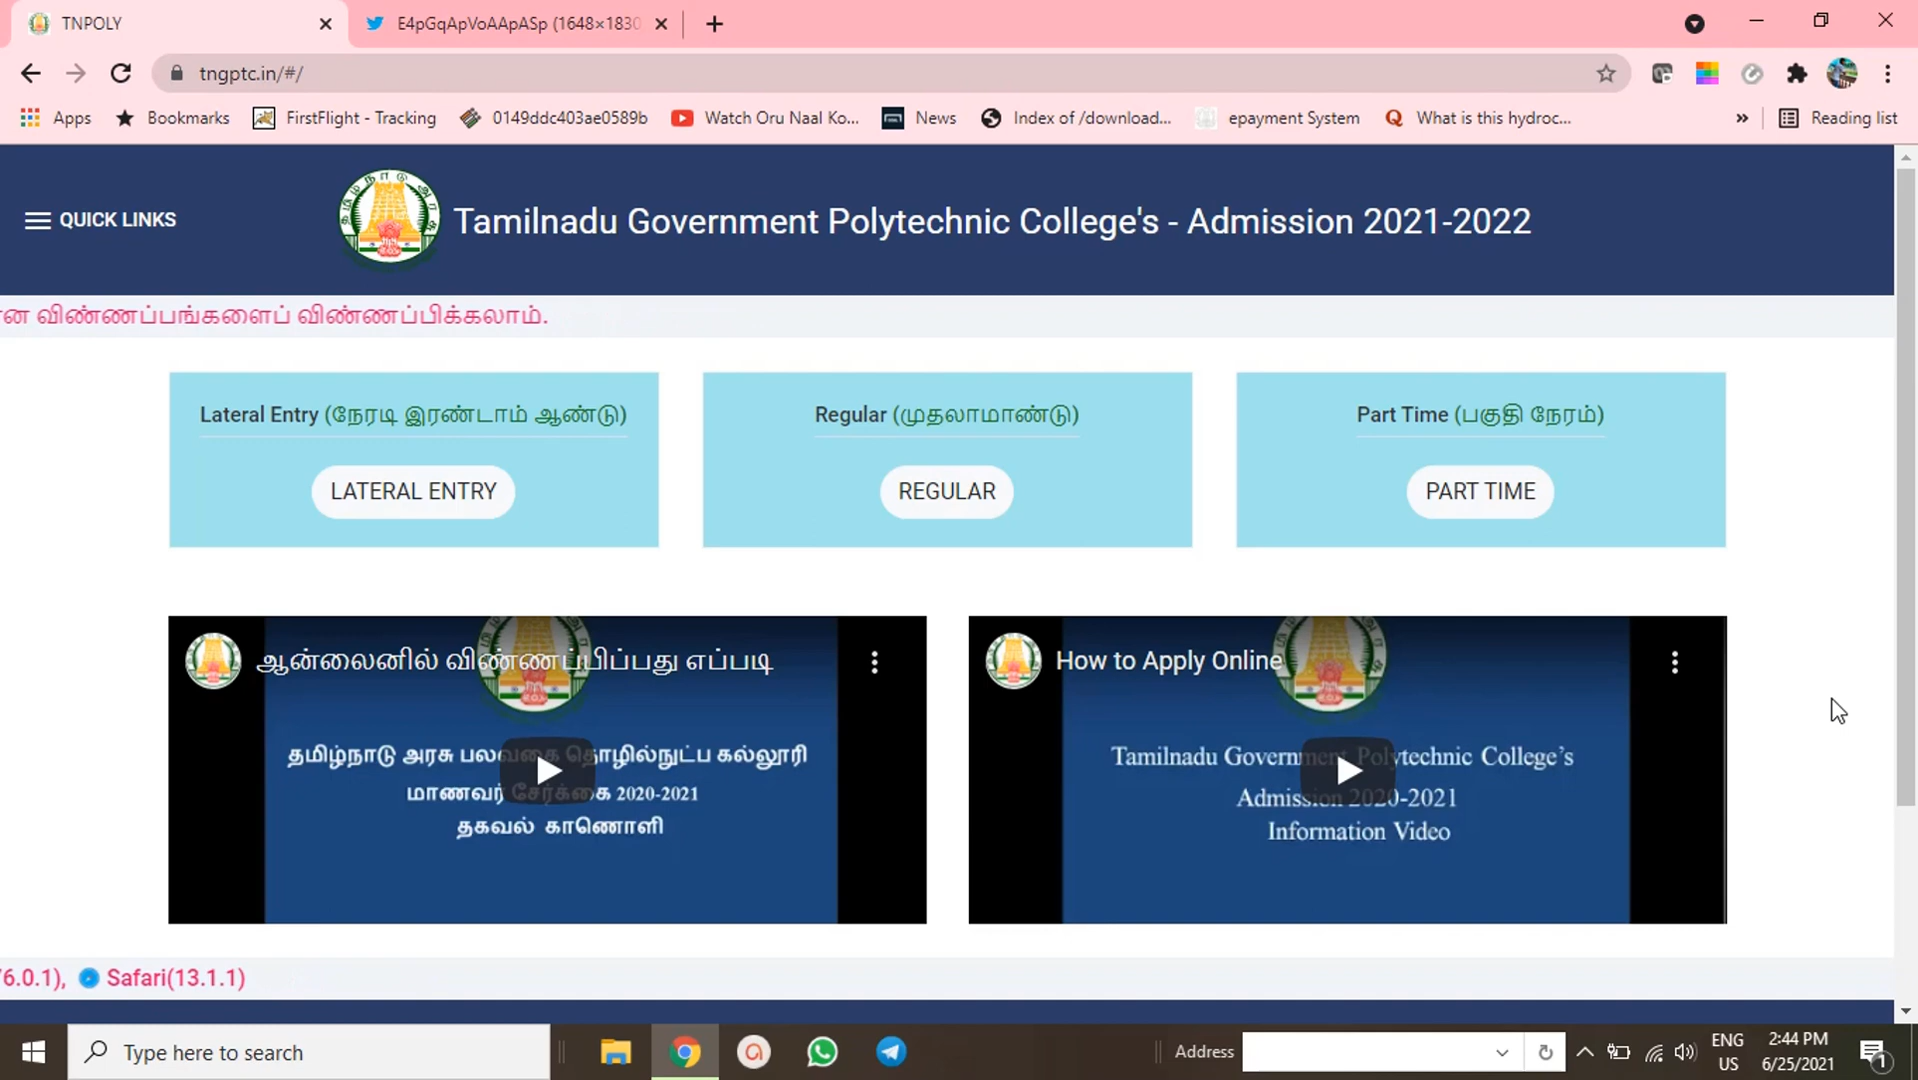 TNPOLY
E4pGqApVoAApASp (1648×1830
tngptc.in/#/
Apps
Bookmarks
FirstFlight - Tracking
0149ddc403ae0589b
Watch Oru Naal Ko...
News
Index of /download...
epayment System
What is this hydroc...
»
Reading list
QUICK LINKS
Tamilnadu Government Polytechnic College's - Admission 2021-2022
ன விண்ணப்பங்களைப் விண்ணப்பிக்கலாம்.
Lateral Entry (நேரடி இரண்டாம் ஆண்டு)
LATERAL ENTRY
Regular (முதலாமாண்டு)
REGULAR
Part Time (பகுதி நேரம்)
PART TIME
ஆன்லைனில் விண்ணப்பிப்பது எப்படி
தமிழ்நாடு அரசு பலவகை தொழில்நுட்ப கல்லூரி
மாணவர் சேர்க்கை 2020-2021
தகவல் காணொளி
How to Apply Online
Tamilnadu Government Polytechnic College's
Admission 2020-2021
Information Video
6.0.1), Safari(13.1.1)
Type here to search
Address
ENG
US
2:44 PM
6/25/2021
1